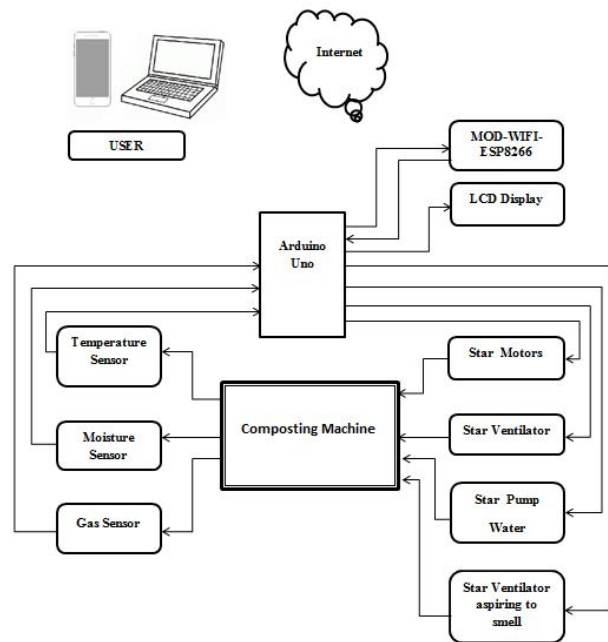 Internet
USER
MOD-WIFI-
ESP8266
LCD Display
Arduino
Uno
Temperature
Sensor
Star Motors
Composting Machine
Moisture
Sensor
Star Ventilator
Gas Sensor
Star Pump
Water
Star Ventilator
aspiring to
smell